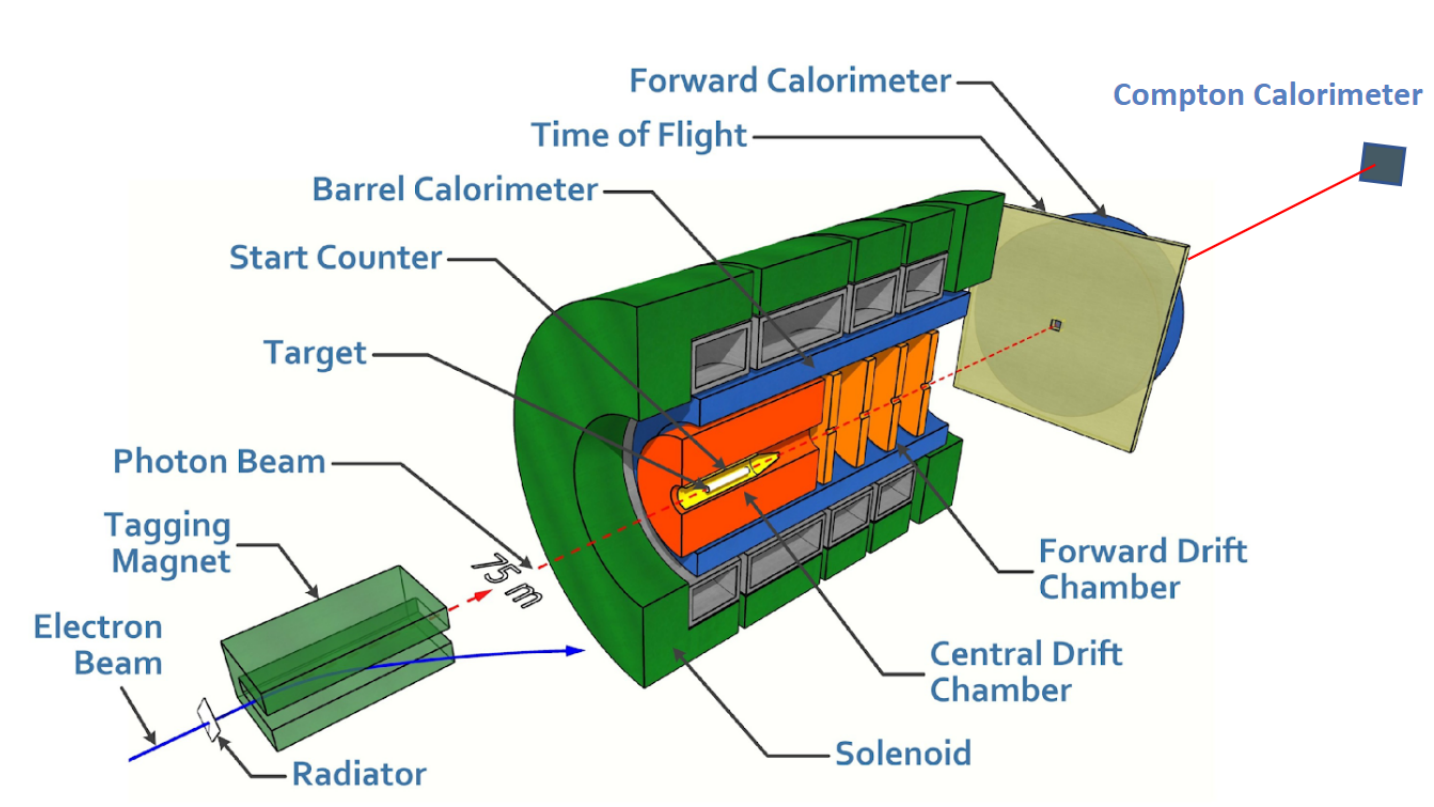 Forward Calorimeter
Compton Calorimeter
Time of Flight
Barrel Calorimeter
Start Counter
Target
Photon Beam
Tagging
Magnet
75 m
Electron
Beam
Radiator
Forward Drift
Chamber
Central Drift
Chamber
Solenoid